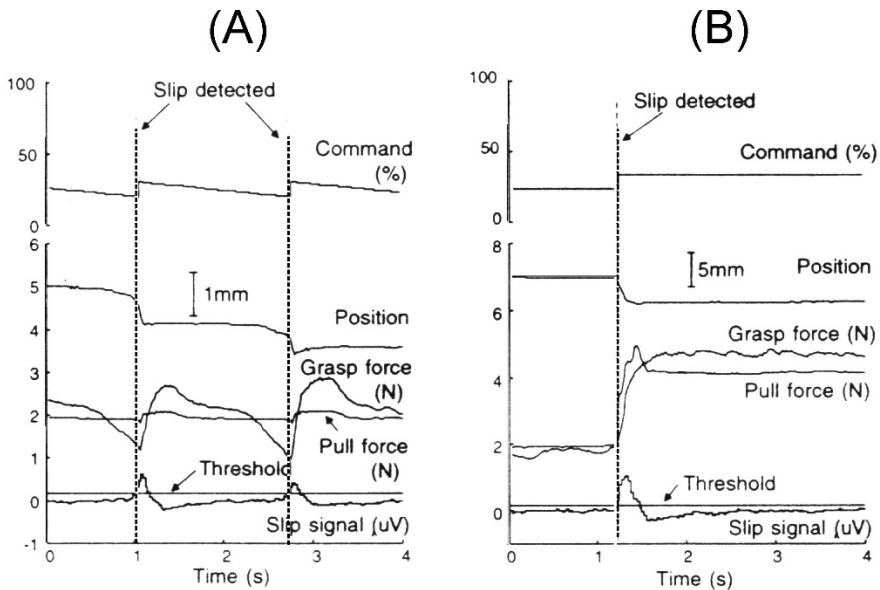 (A)
Slip detected
100
50
0
Command
(%)
6
5
4
3
2
1
0
-1
1mm
Position
Grasp force
(N)
Pull force
(N)
Threshold
Slip signal (uV)
0
1
2
3
4
Time (s)
(B)
Slip detected
100
50
0
Command (%)
8
6
4
2
0
5mm
Position
Grasp force (N)
Pull force (N)
Threshold
Slip signal (uV)
0
1
2
3
4
Time (s)